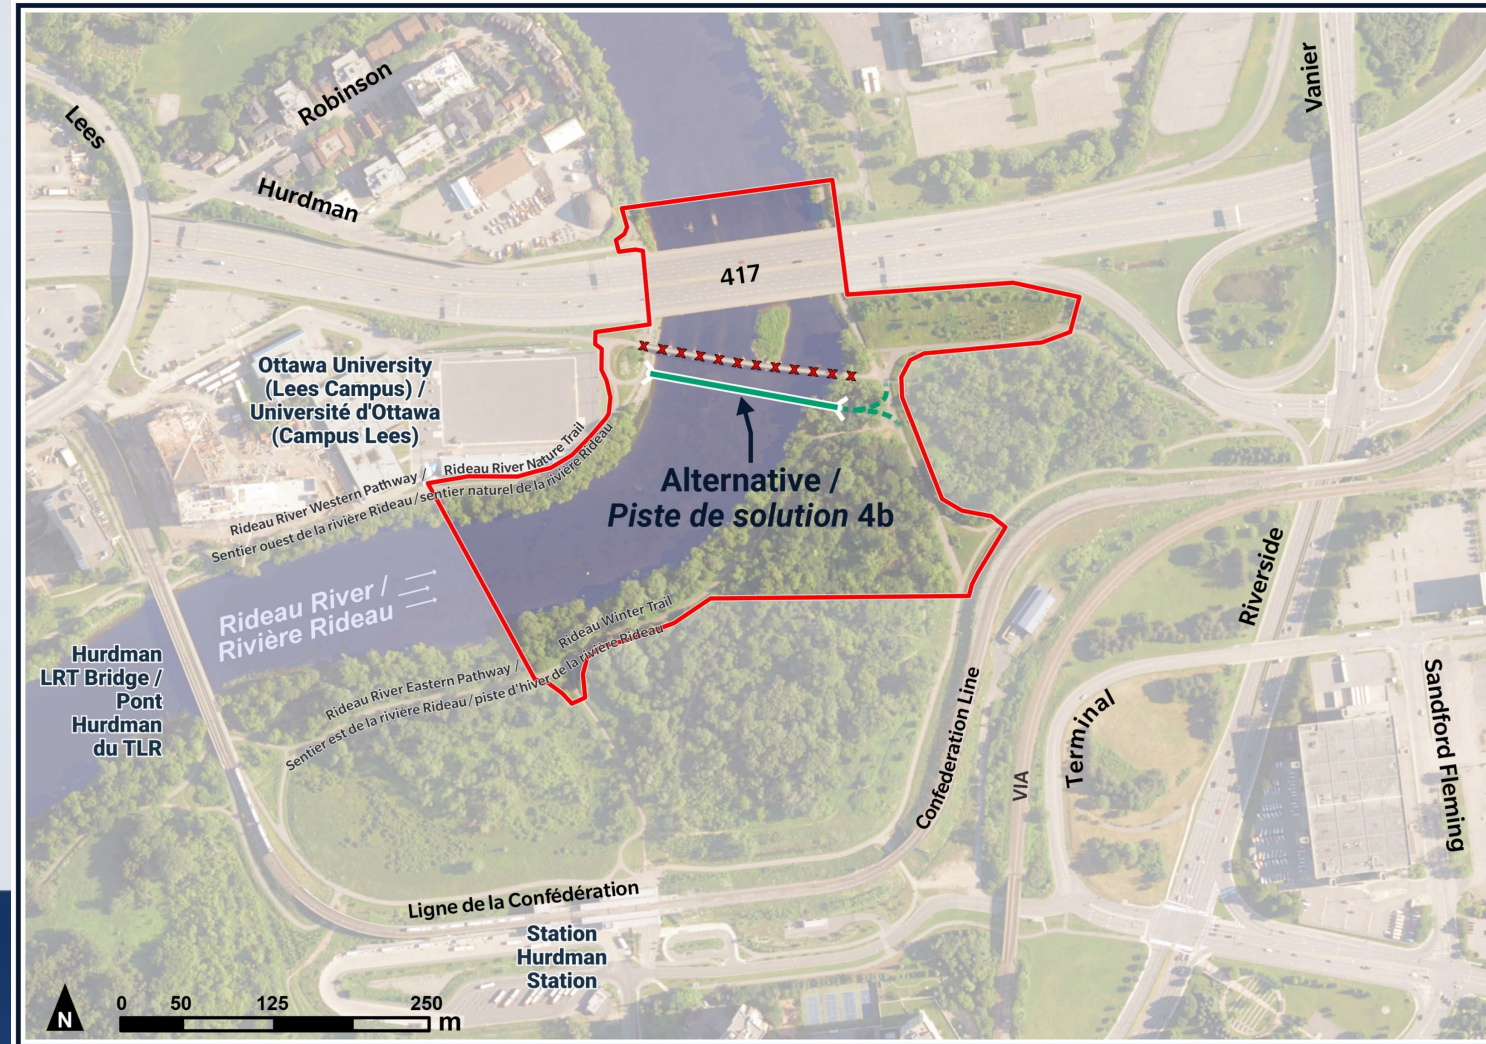 Vanier
Robinson
Lees
Hurdman
417
Ottawa University
(Lees Campus) /
Université d'Ottawa
(Campus Lees)
Rideau River Western Pathway / Rideau River Nature Trail
Sentier ouest de la rivière Rideau / sentier naturel de la rivière Rideau
Alternative /
Piste de solution 4b
Rideau River /
Rivière Rideau
Riverside
Hurdman
LRT Bridge /
Pont
Hurdman
du TLR
Rideau River Eastern Pathway / Rideau Winter Trail
Sentier est de la rivière Rideau / piste d'hiver de la rivière Rideau
Confederation Line
VIA
Terminal
Sandford Fleming
Ligne de la Confédération
Station
Hurdman
Station
N
0 50 125 250
m